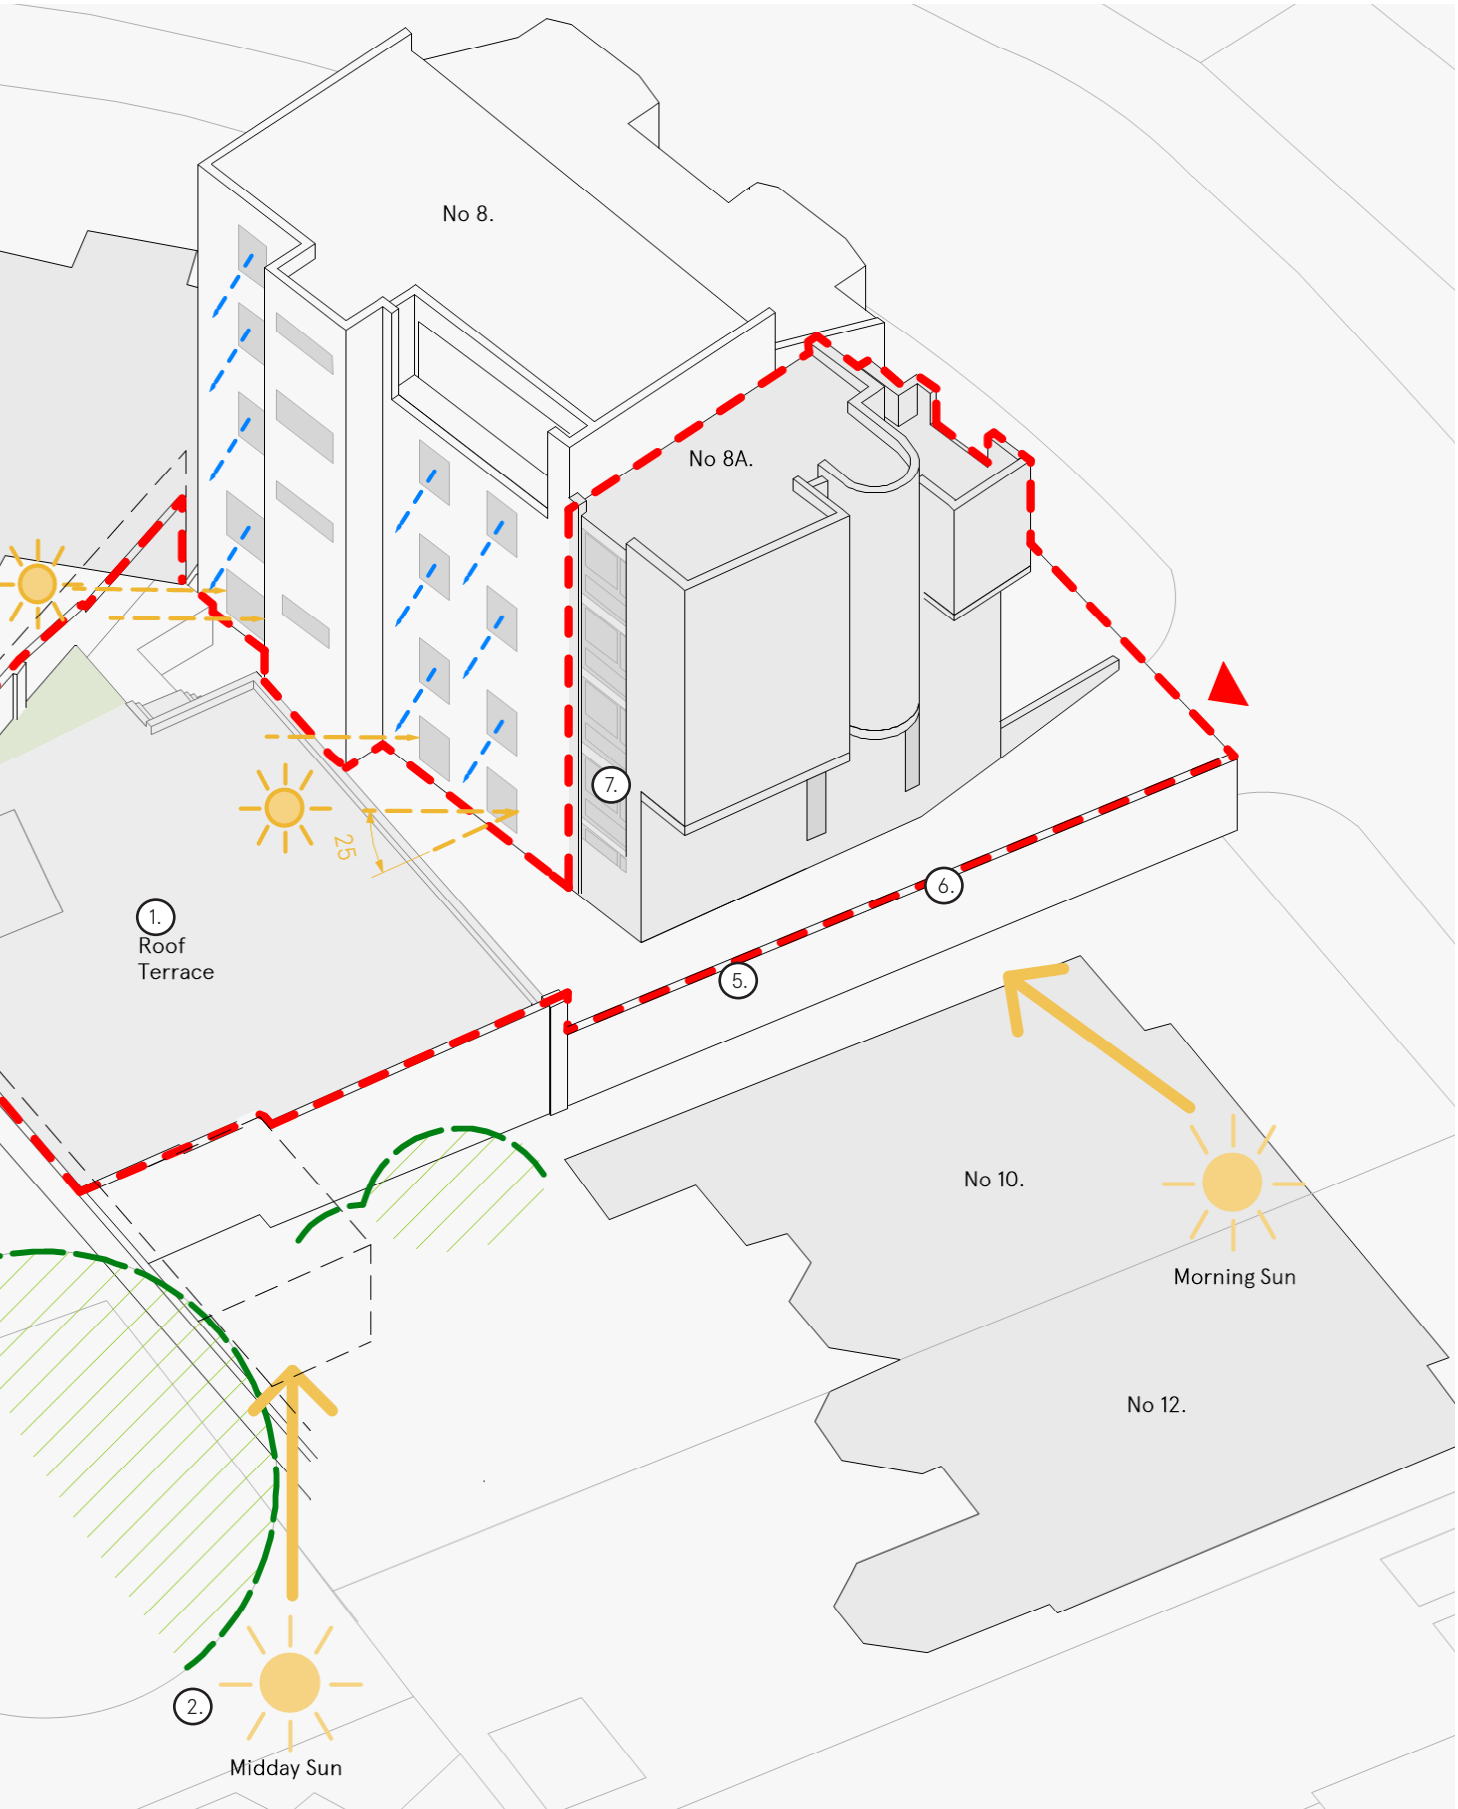 No 8.
No 8A.
7.
25
1.
Roof
Terrace
6.
5.
No 10.
Morning Sun
No 12.
2.
Midday Sun